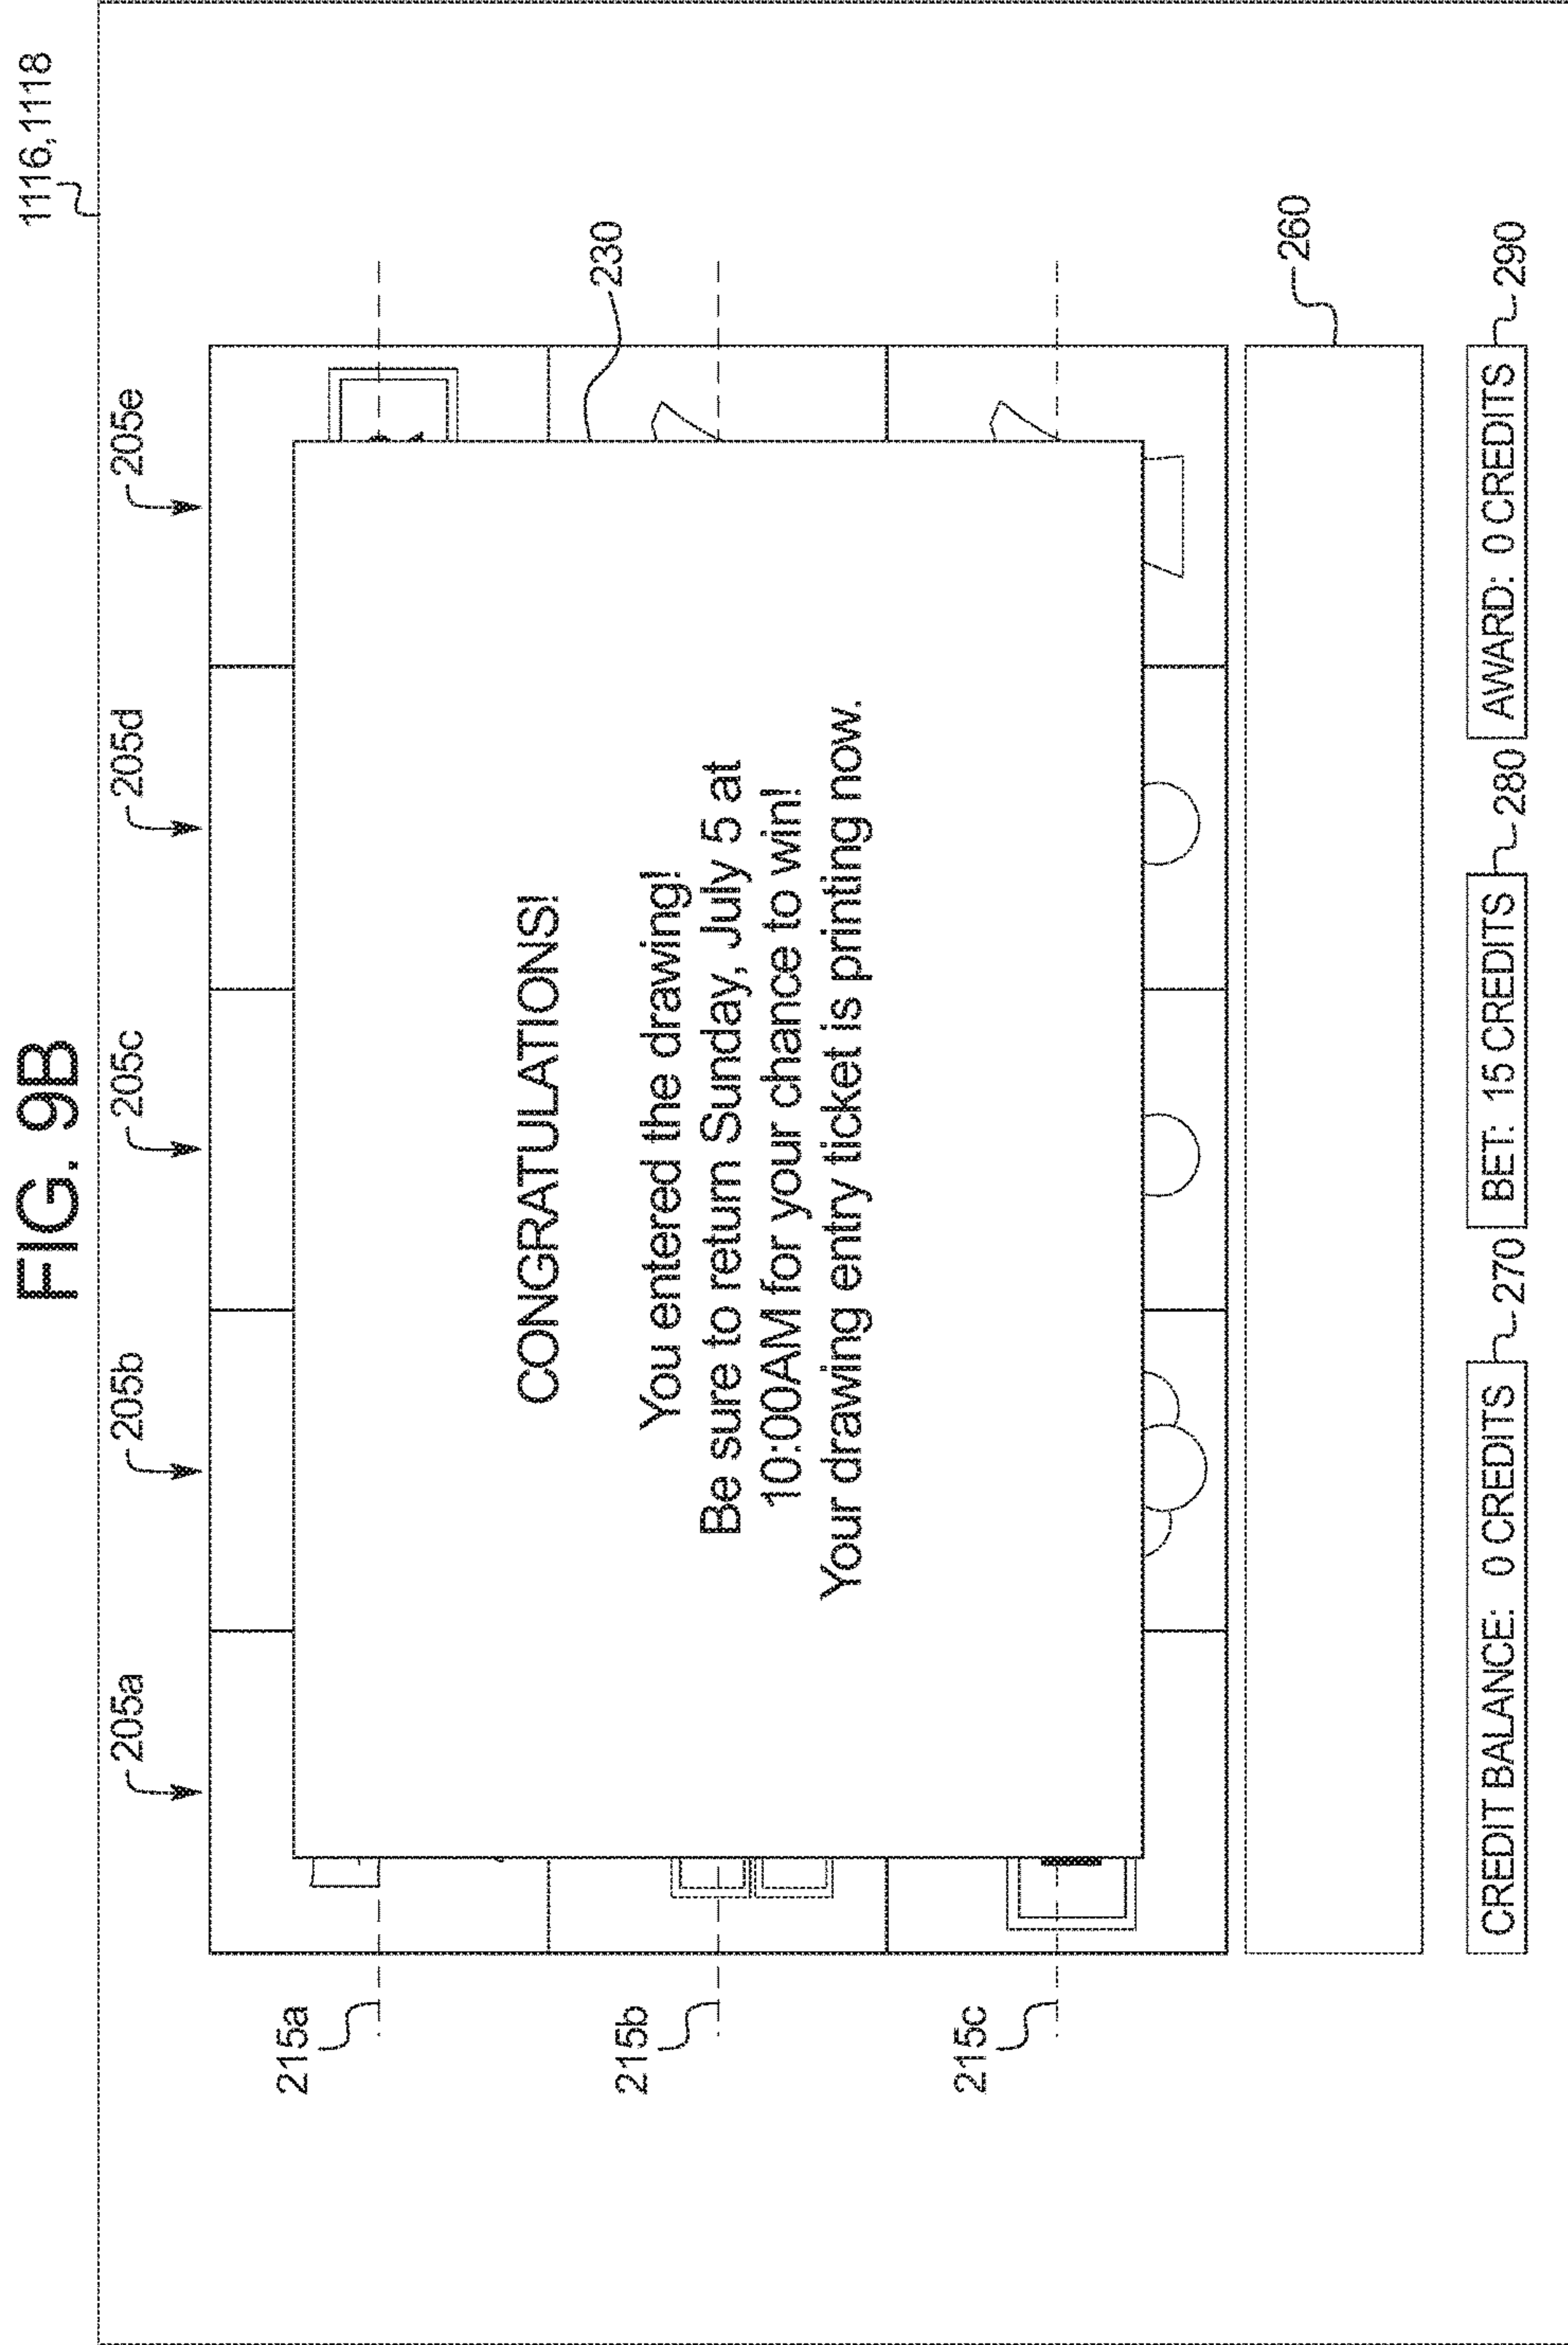 FIG. 9B
1116,1118
205a
205b
205c
205d
205e
215a
215b
215c
230
CONGRATULATIONS!
You entered the drawing!
Be sure to return Sunday, July 5 at
10:00AM for your chance to win!
Your drawing entry ticket is printing now.
260
CREDIT BALANCE: 0 CREDITS
270
BET: 15 CREDITS
280
AWARD: 0 CREDITS
290